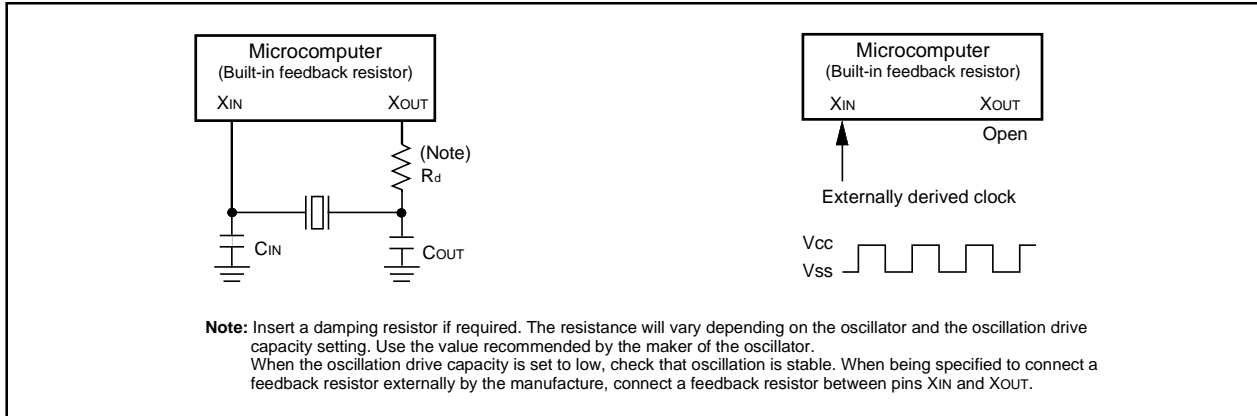 Microcomputer
(Built-in feedback resistor)
XIN
XOUT
(Note)
Rd
CIN
COUT
Microcomputer
(Built-in feedback resistor)
XIN
XOUT
Open
Externally derived clock
Vcc
Vss
Note: Insert a damping resistor if required. The resistance will vary depending on the oscillator and the oscillation drive
capacity setting. Use the value recommended by the maker of the oscillator.
When the oscillation drive capacity is set to low, check that oscillation is stable. When being specified to connect a
feedback resistor externally by the manufacture, connect a feedback resistor between pins XIN and XOUT.